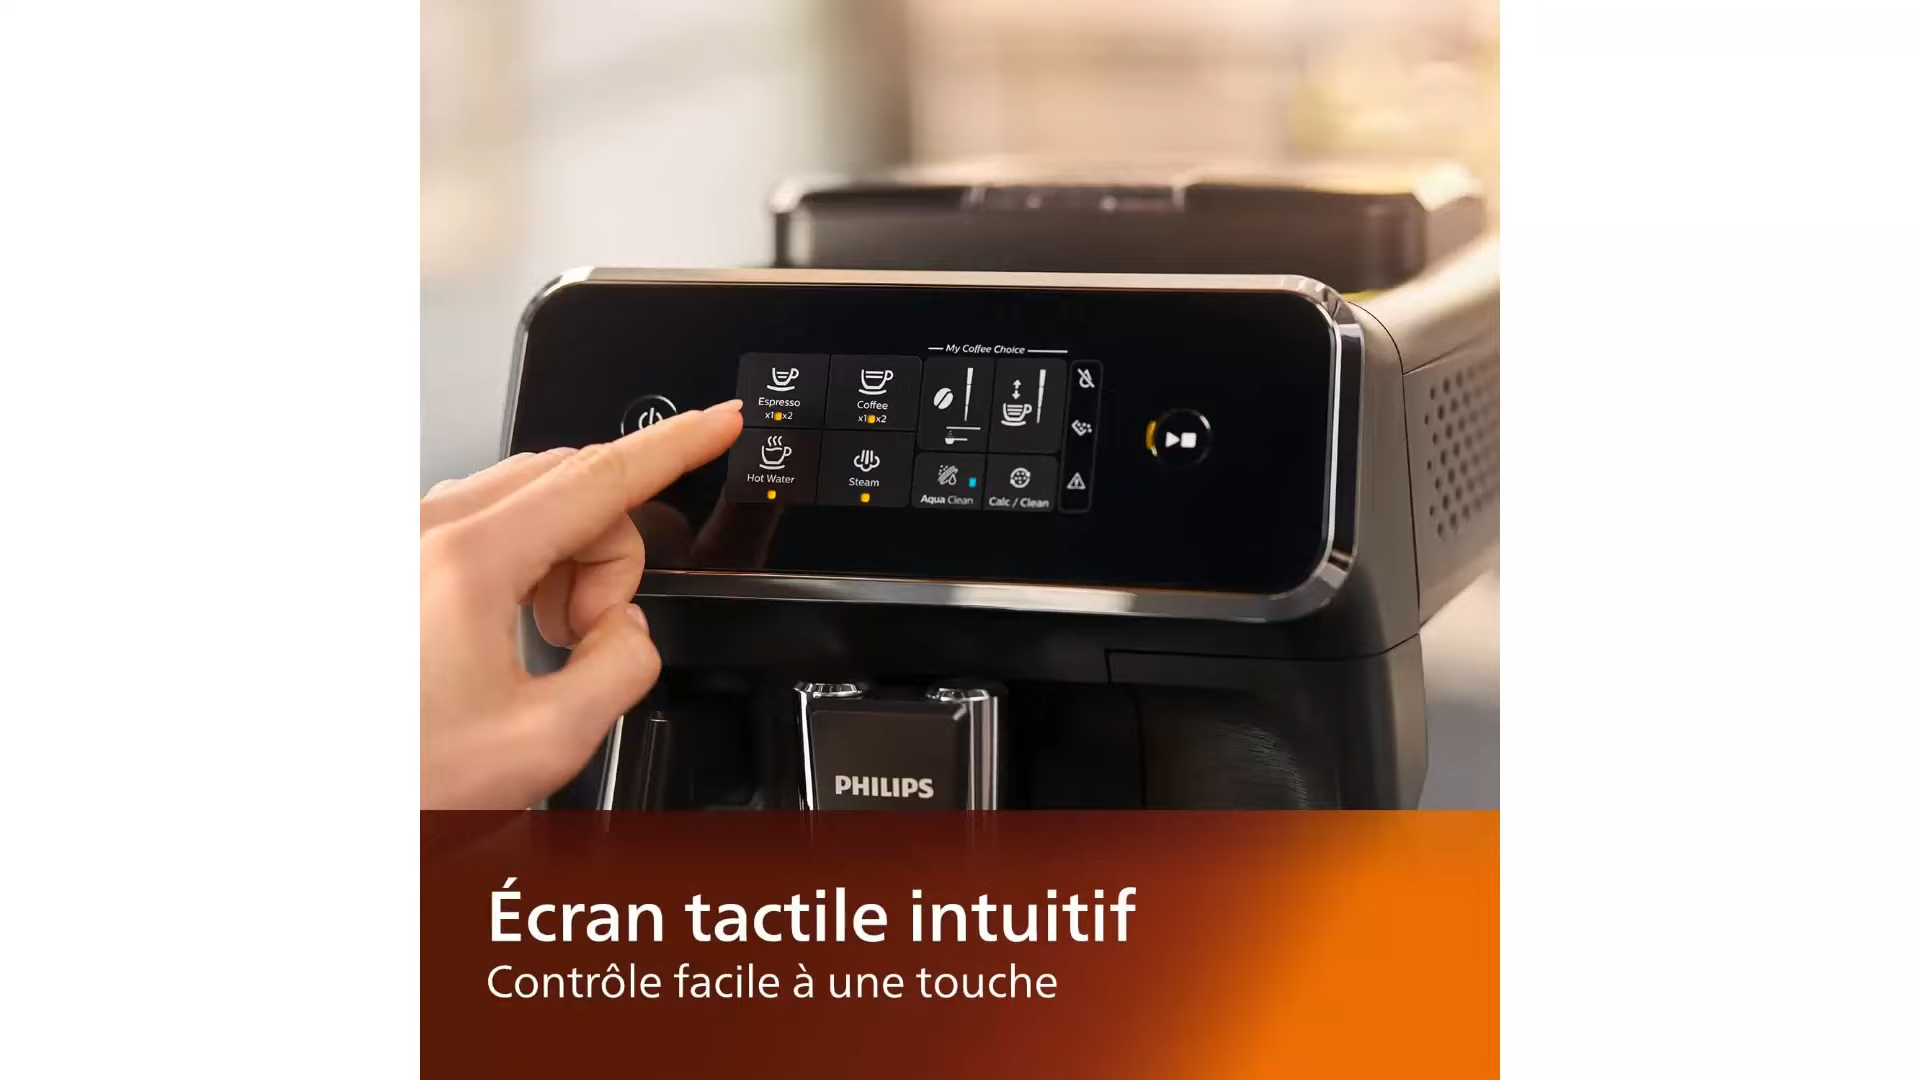 My Coffee Choice
Espresso
x1 x2
Coffee
x1 x2
Hot Water
Steam
Aqua Clean
Calc / Clean
PHILIPS
Écran tactile intuitif
Contrôle facile à une touche